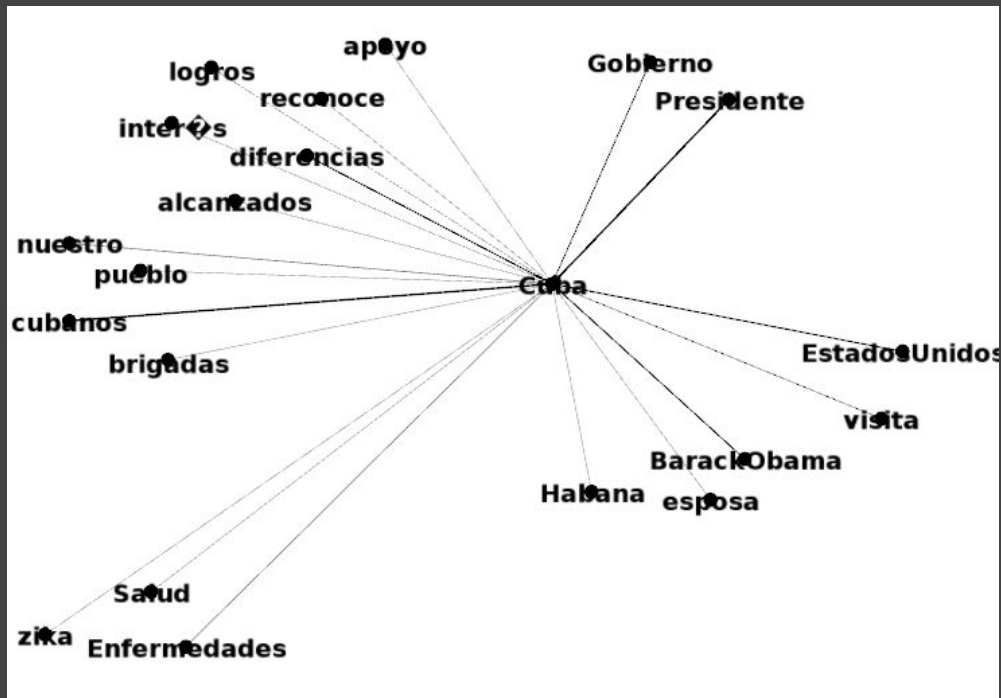 apoyo
logros
Gobierno
reconoce
Presidente
inter�s
diferencias
alcanzados
nuestro
pueblo
Cuba
cubanos
EstadosUnidos
brigadas
visita
BarackObama
Habana
esposa
Salud
zika
Enfermedades